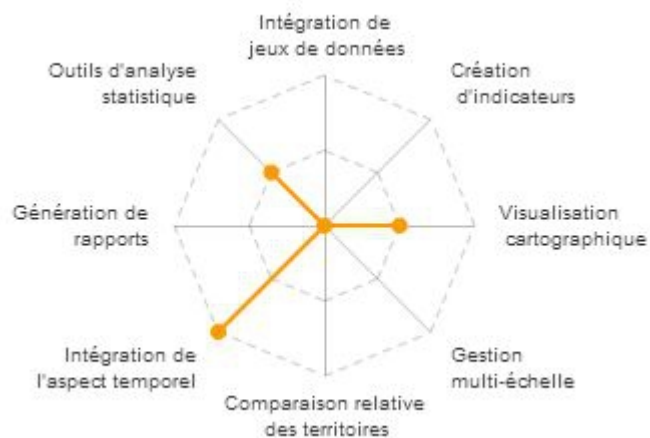 Intégration de
jeux de données
Création
d'indicateurs
Visualisation
cartographique
Gestion
multi-échelle
Comparaison relative
des territoires
Intégration de
l'aspect temporel
Génération de
rapports
Outils d'analyse
statistique